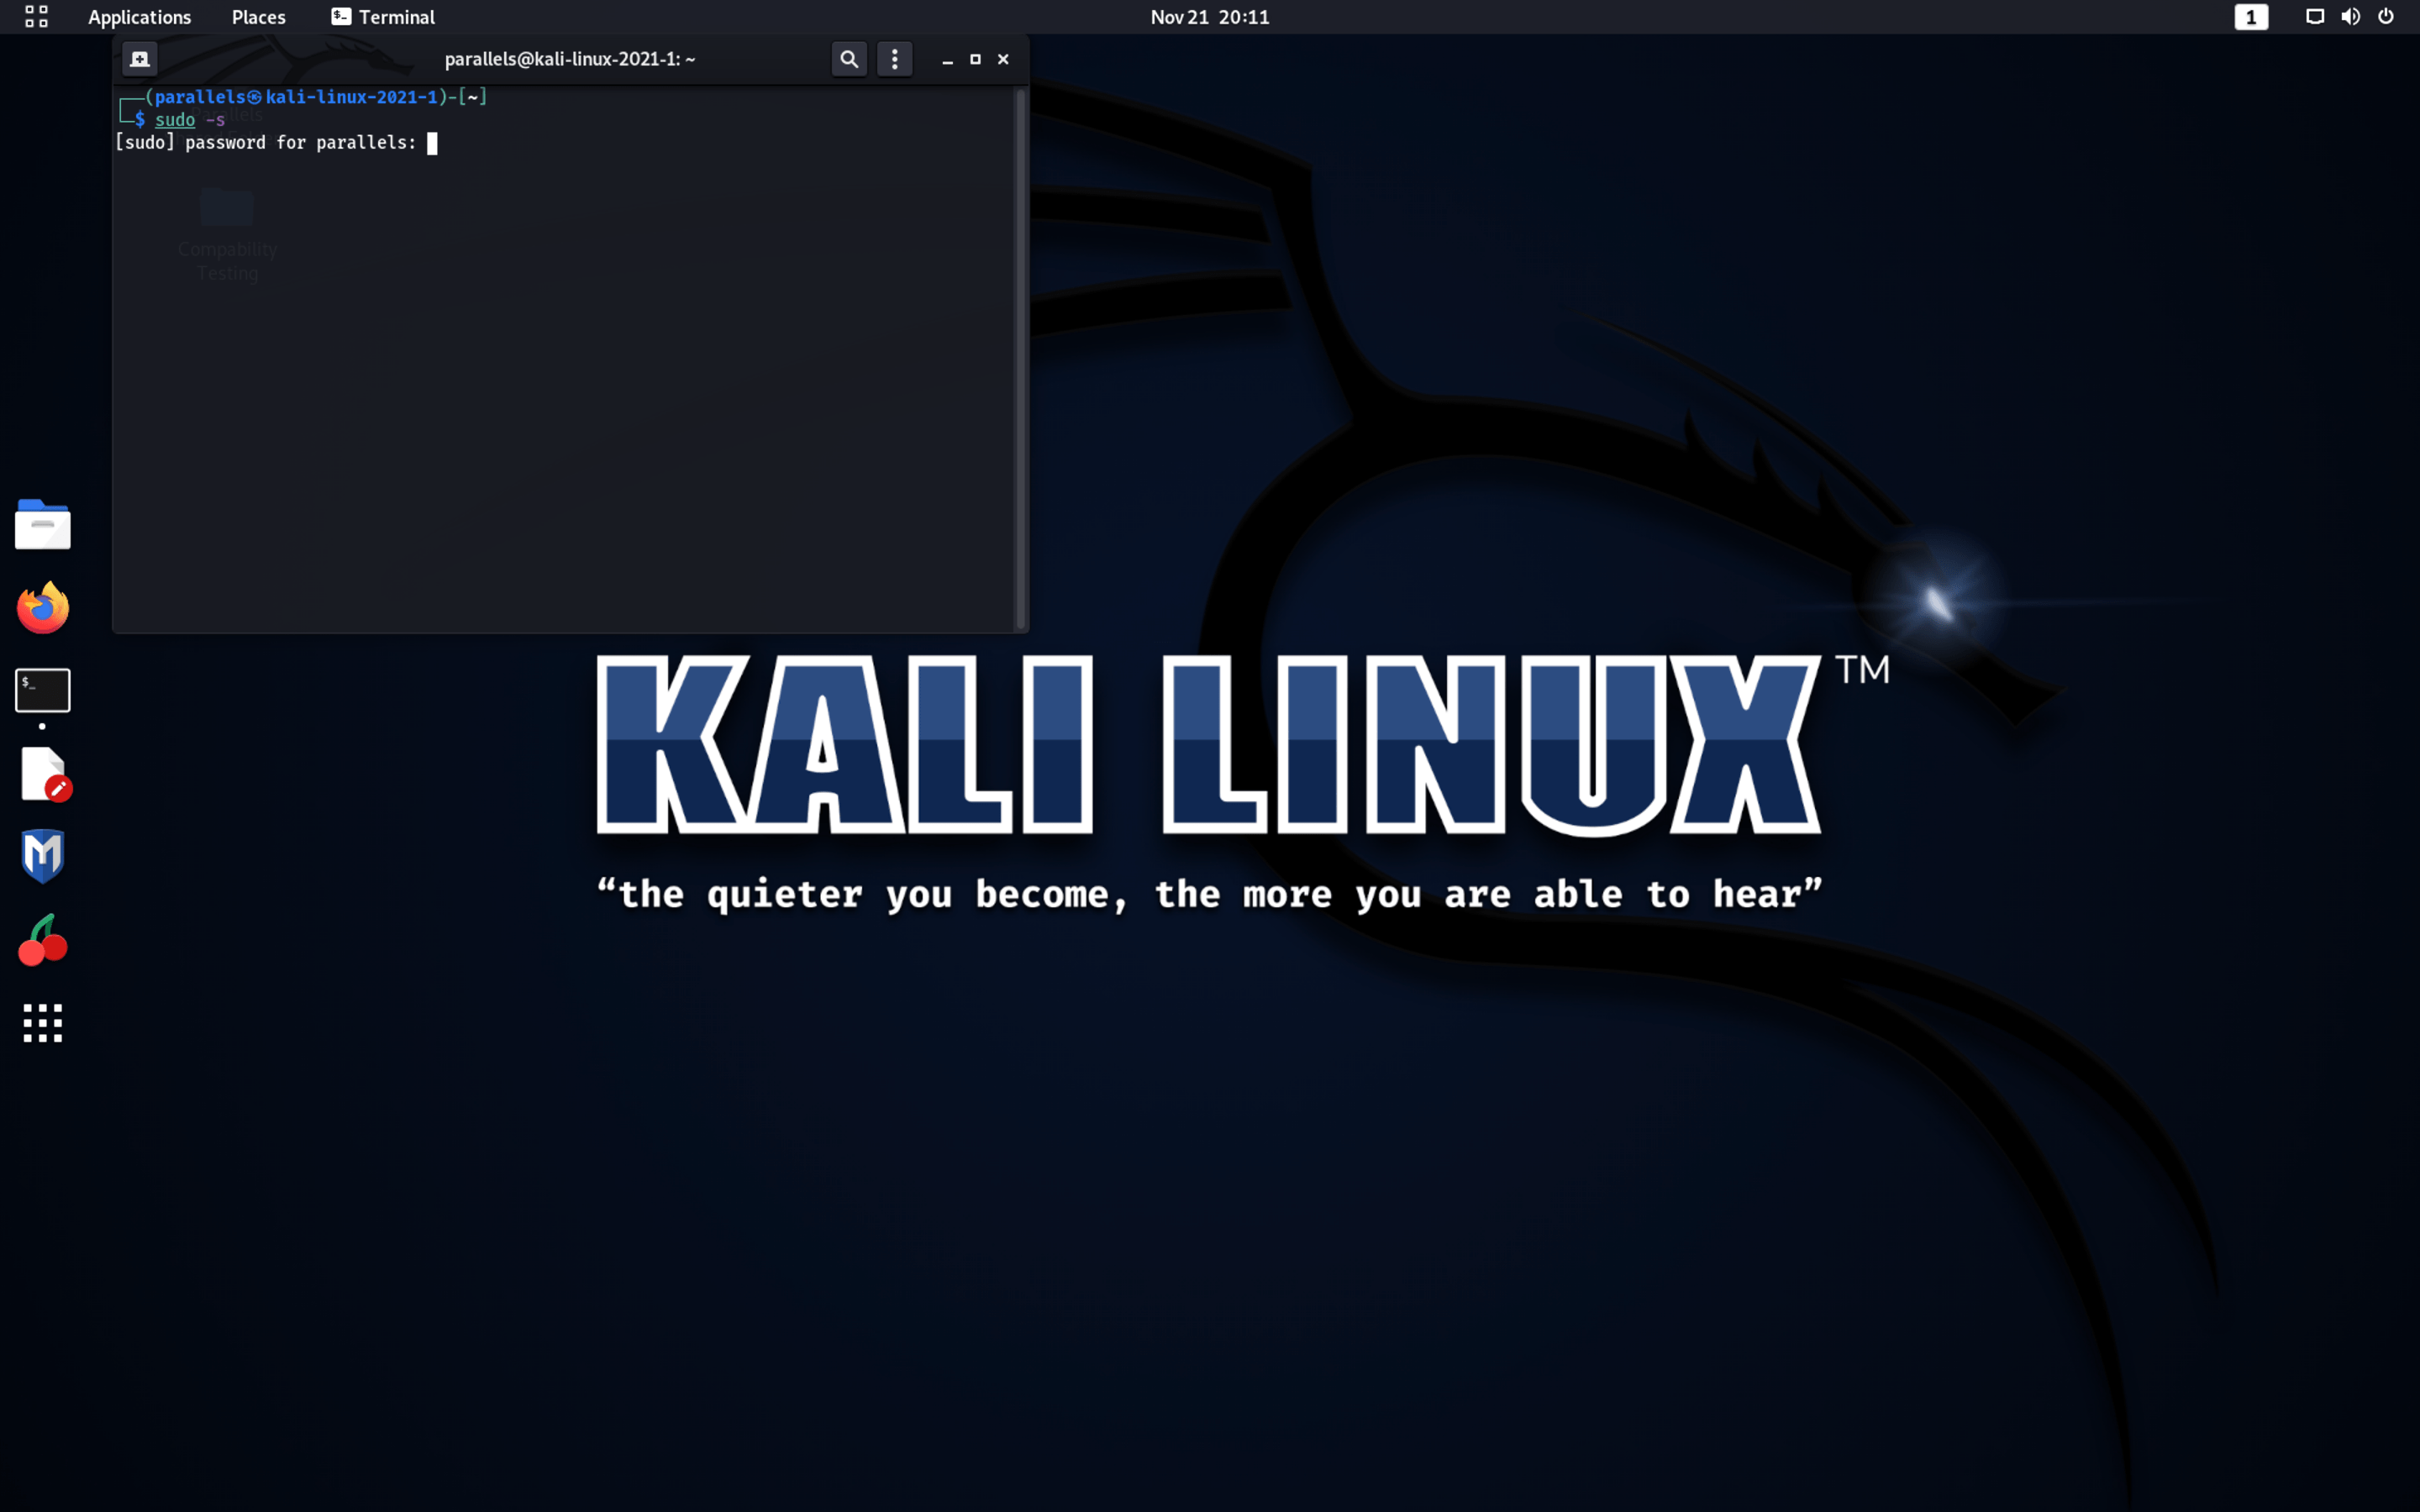 Applications Places Terminal Nov 21 20:11 1
parallels@kali-linux-2021-1: ~
┌──(parallels㉿kali-linux-2021-1)-[~]
└─$ sudo -s
[sudo] password for parallels:
Parallels
Compability
Testing
$_
KALI LINUX™
“the quieter you become, the more you are able to hear”